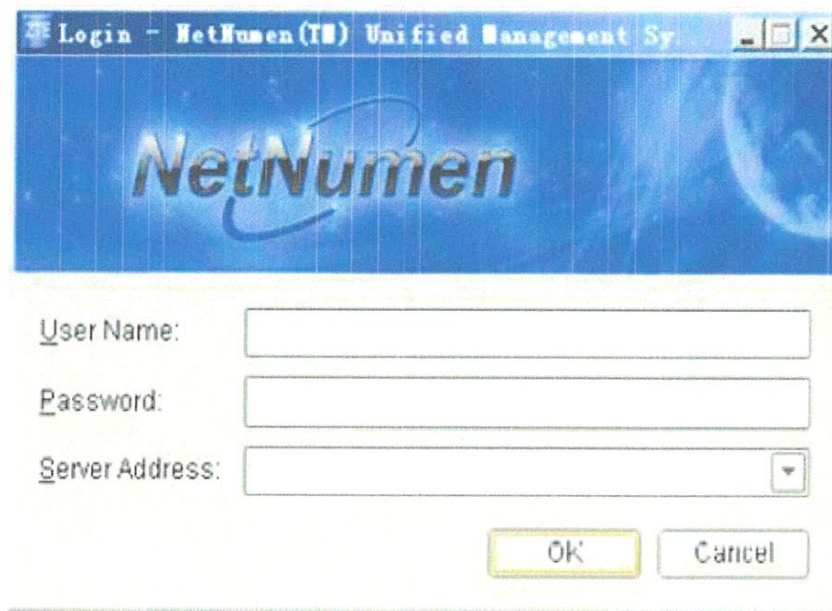 Login - NetNumen(TM) Unified Management Sy...
NetNumen
User Name:
Password:
Server Address:
OK
Cancel